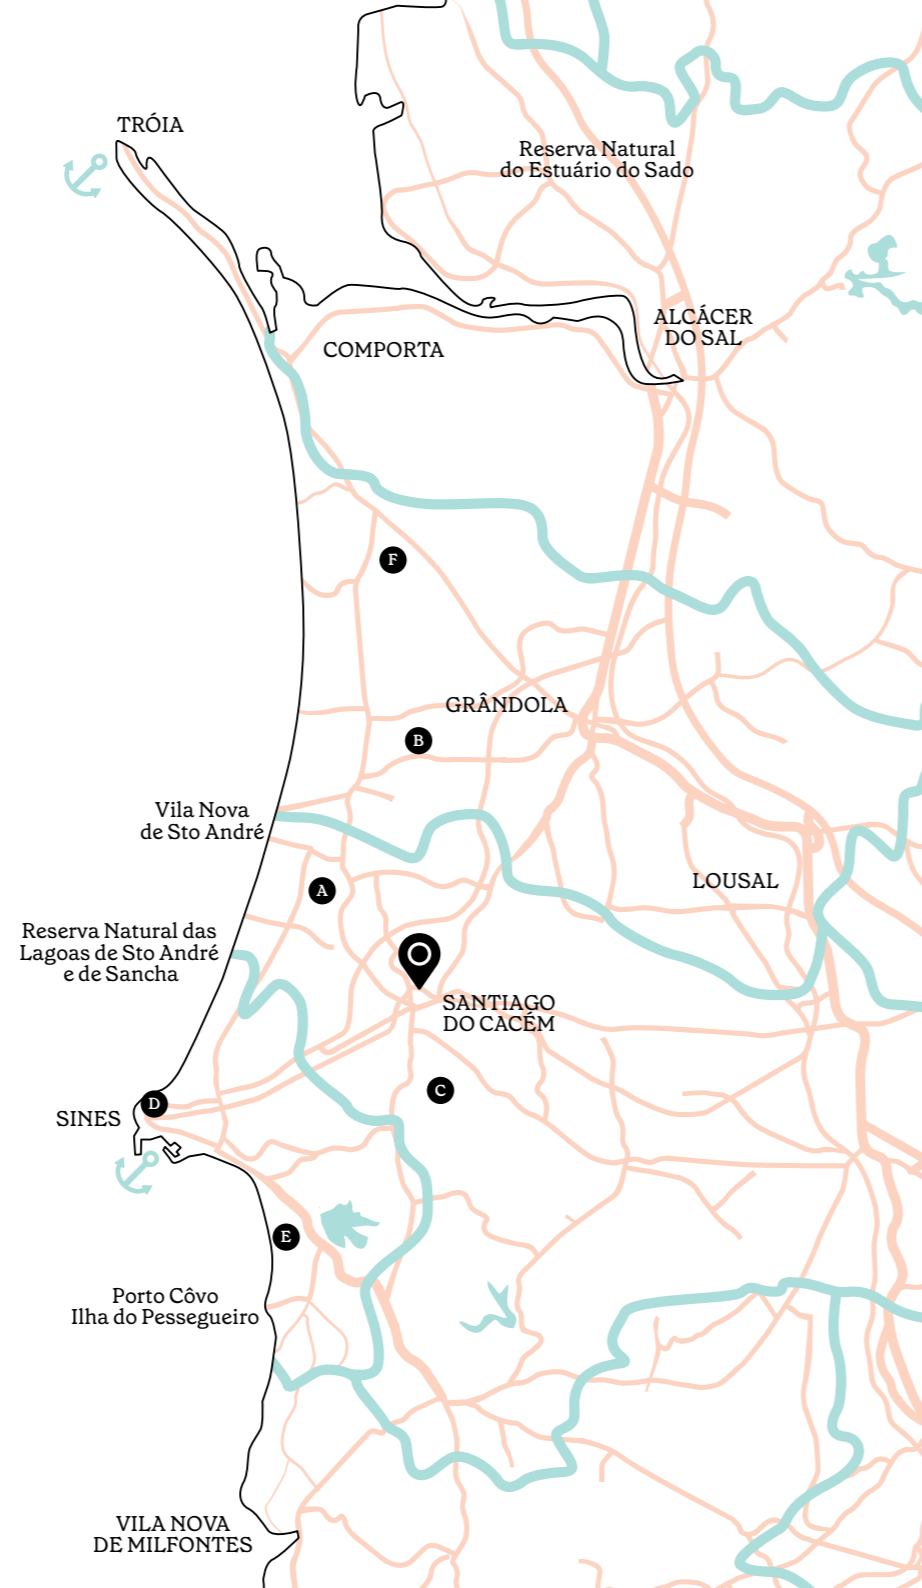 TRÓIA
Reserva Natural
do Estuário do Sado
ALCÁCER
DO SAL
COMPORTA
F
GRÂNDOLA
B
Vila Nova
de Sto André
LOUSAL
A
Reserva Natural das
Lagoas de Sto André
e de Sancha
SANTIAGO
DO CACÉM
C
D
SINES
E
Porto Côvo
Ilha do Pessegueiro
VILA NOVA
DE MILFONTES